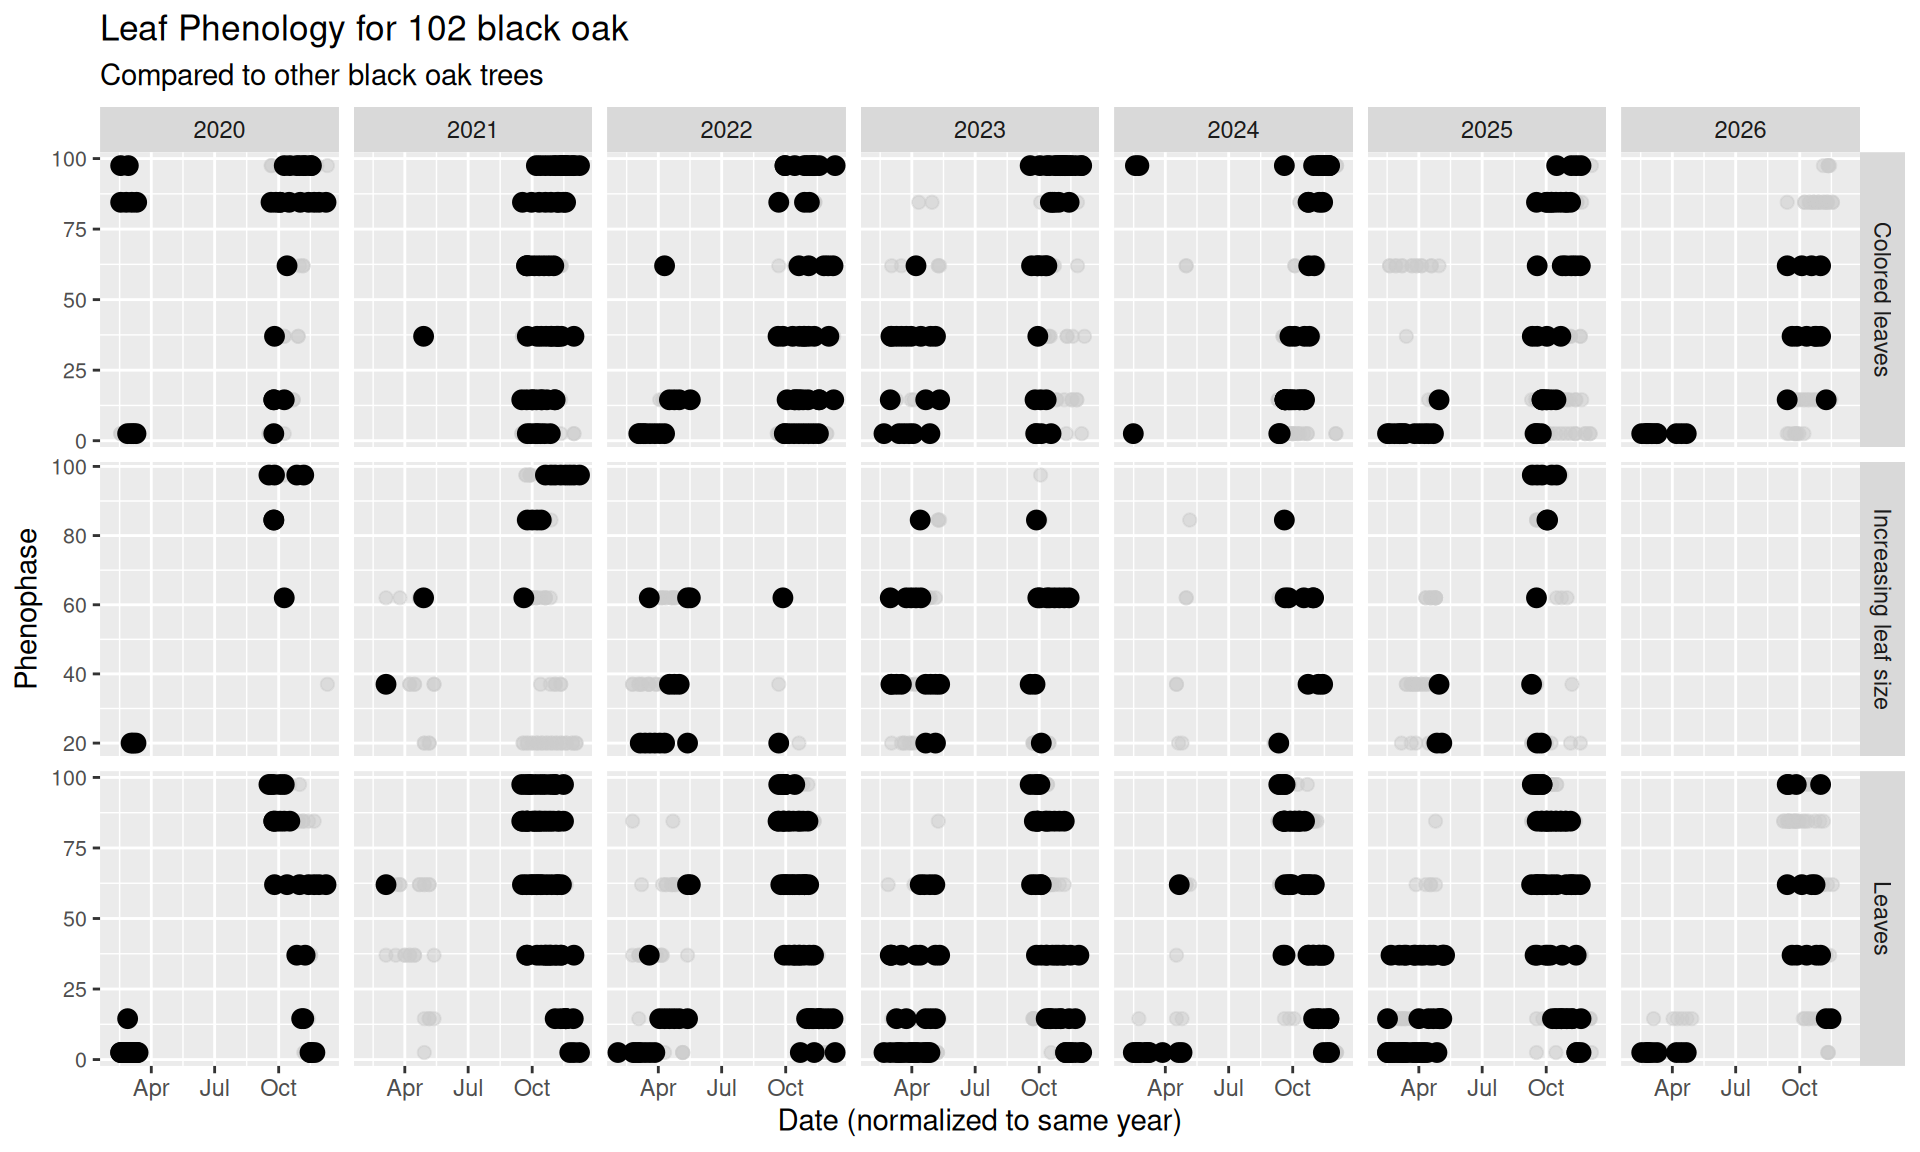 Leaf Phenology for 102 black oak
Compared to other black oak trees
2020 2021 2022 2023 2024 2025 2026
100
75
50
25
0
Colored leaves
100
80
60
40
20
Increasing leaf size
100
75
50
25
0
Leaves
Phenophase
Apr Jul Oct Apr Jul Oct Apr Jul Oct Apr Jul Oct Apr Jul Oct Apr Jul Oct Apr Jul Oct
Date (normalized to same year)